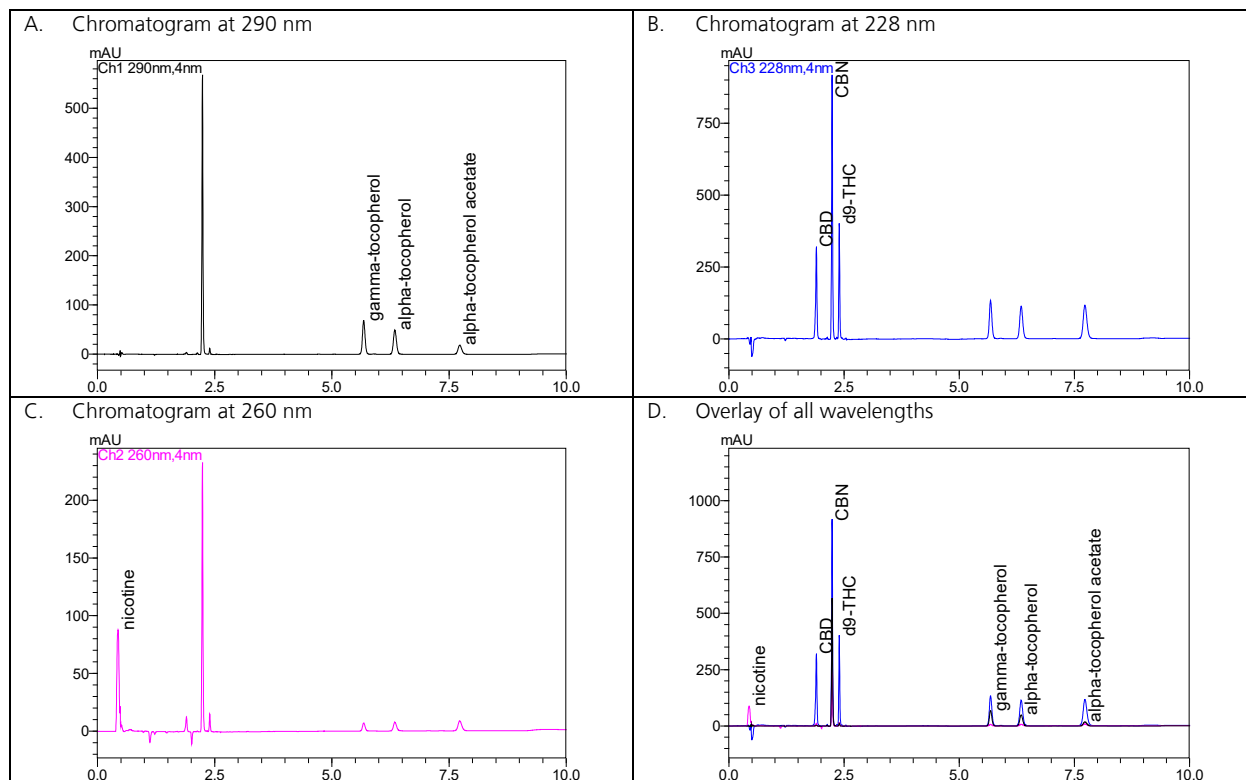 A. Chromatogram at 290 nm
mAU
Ch1 290nm,4nm
500
400
300
200
100
0
gamma-tocopherol
alpha-tocopherol
alpha-tocopherol acetate
0.0 2.5 5.0 7.5 10.0
B. Chromatogram at 228 nm
mAU
Ch3 228nm,4nm
750
500
250
0
CBD
CBN
d9-THC
0.0 2.5 5.0 7.5 10.0
C. Chromatogram at 260 nm
mAU
Ch2 260nm,4nm
200
150
100
50
0
nicotine
0.0 2.5 5.0 7.5 10.0
D. Overlay of all wavelengths
mAU
1000
750
500
250
0
nicotine
CBD
CBN
d9-THC
gamma-tocopherol
alpha-tocopherol
alpha-tocopherol acetate
0.0 2.5 5.0 7.5 10.0